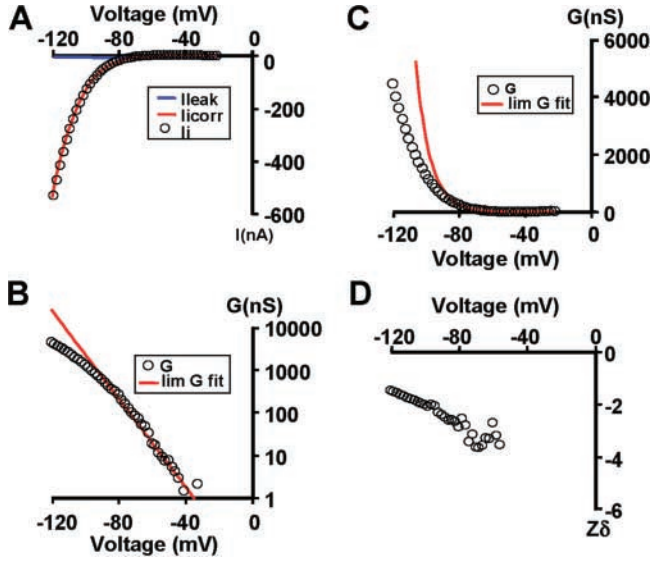 A
Voltage (mV)
-120 -80 -40 0
0
-200
-400
-600
I(nA)
Ileak
Iicorr
Ii
C
G(nS)
6000
4000
2000
0
G
lim G fit
-120 -80 -40 0
Voltage (mV)
B
G(nS)
10000
1000
100
10
1
G
lim G fit
-120 -80 -40 0
Voltage (mV)
D
Voltage (mV)
-120 -80 -40 0
0
-2
-4
-6
Zδ